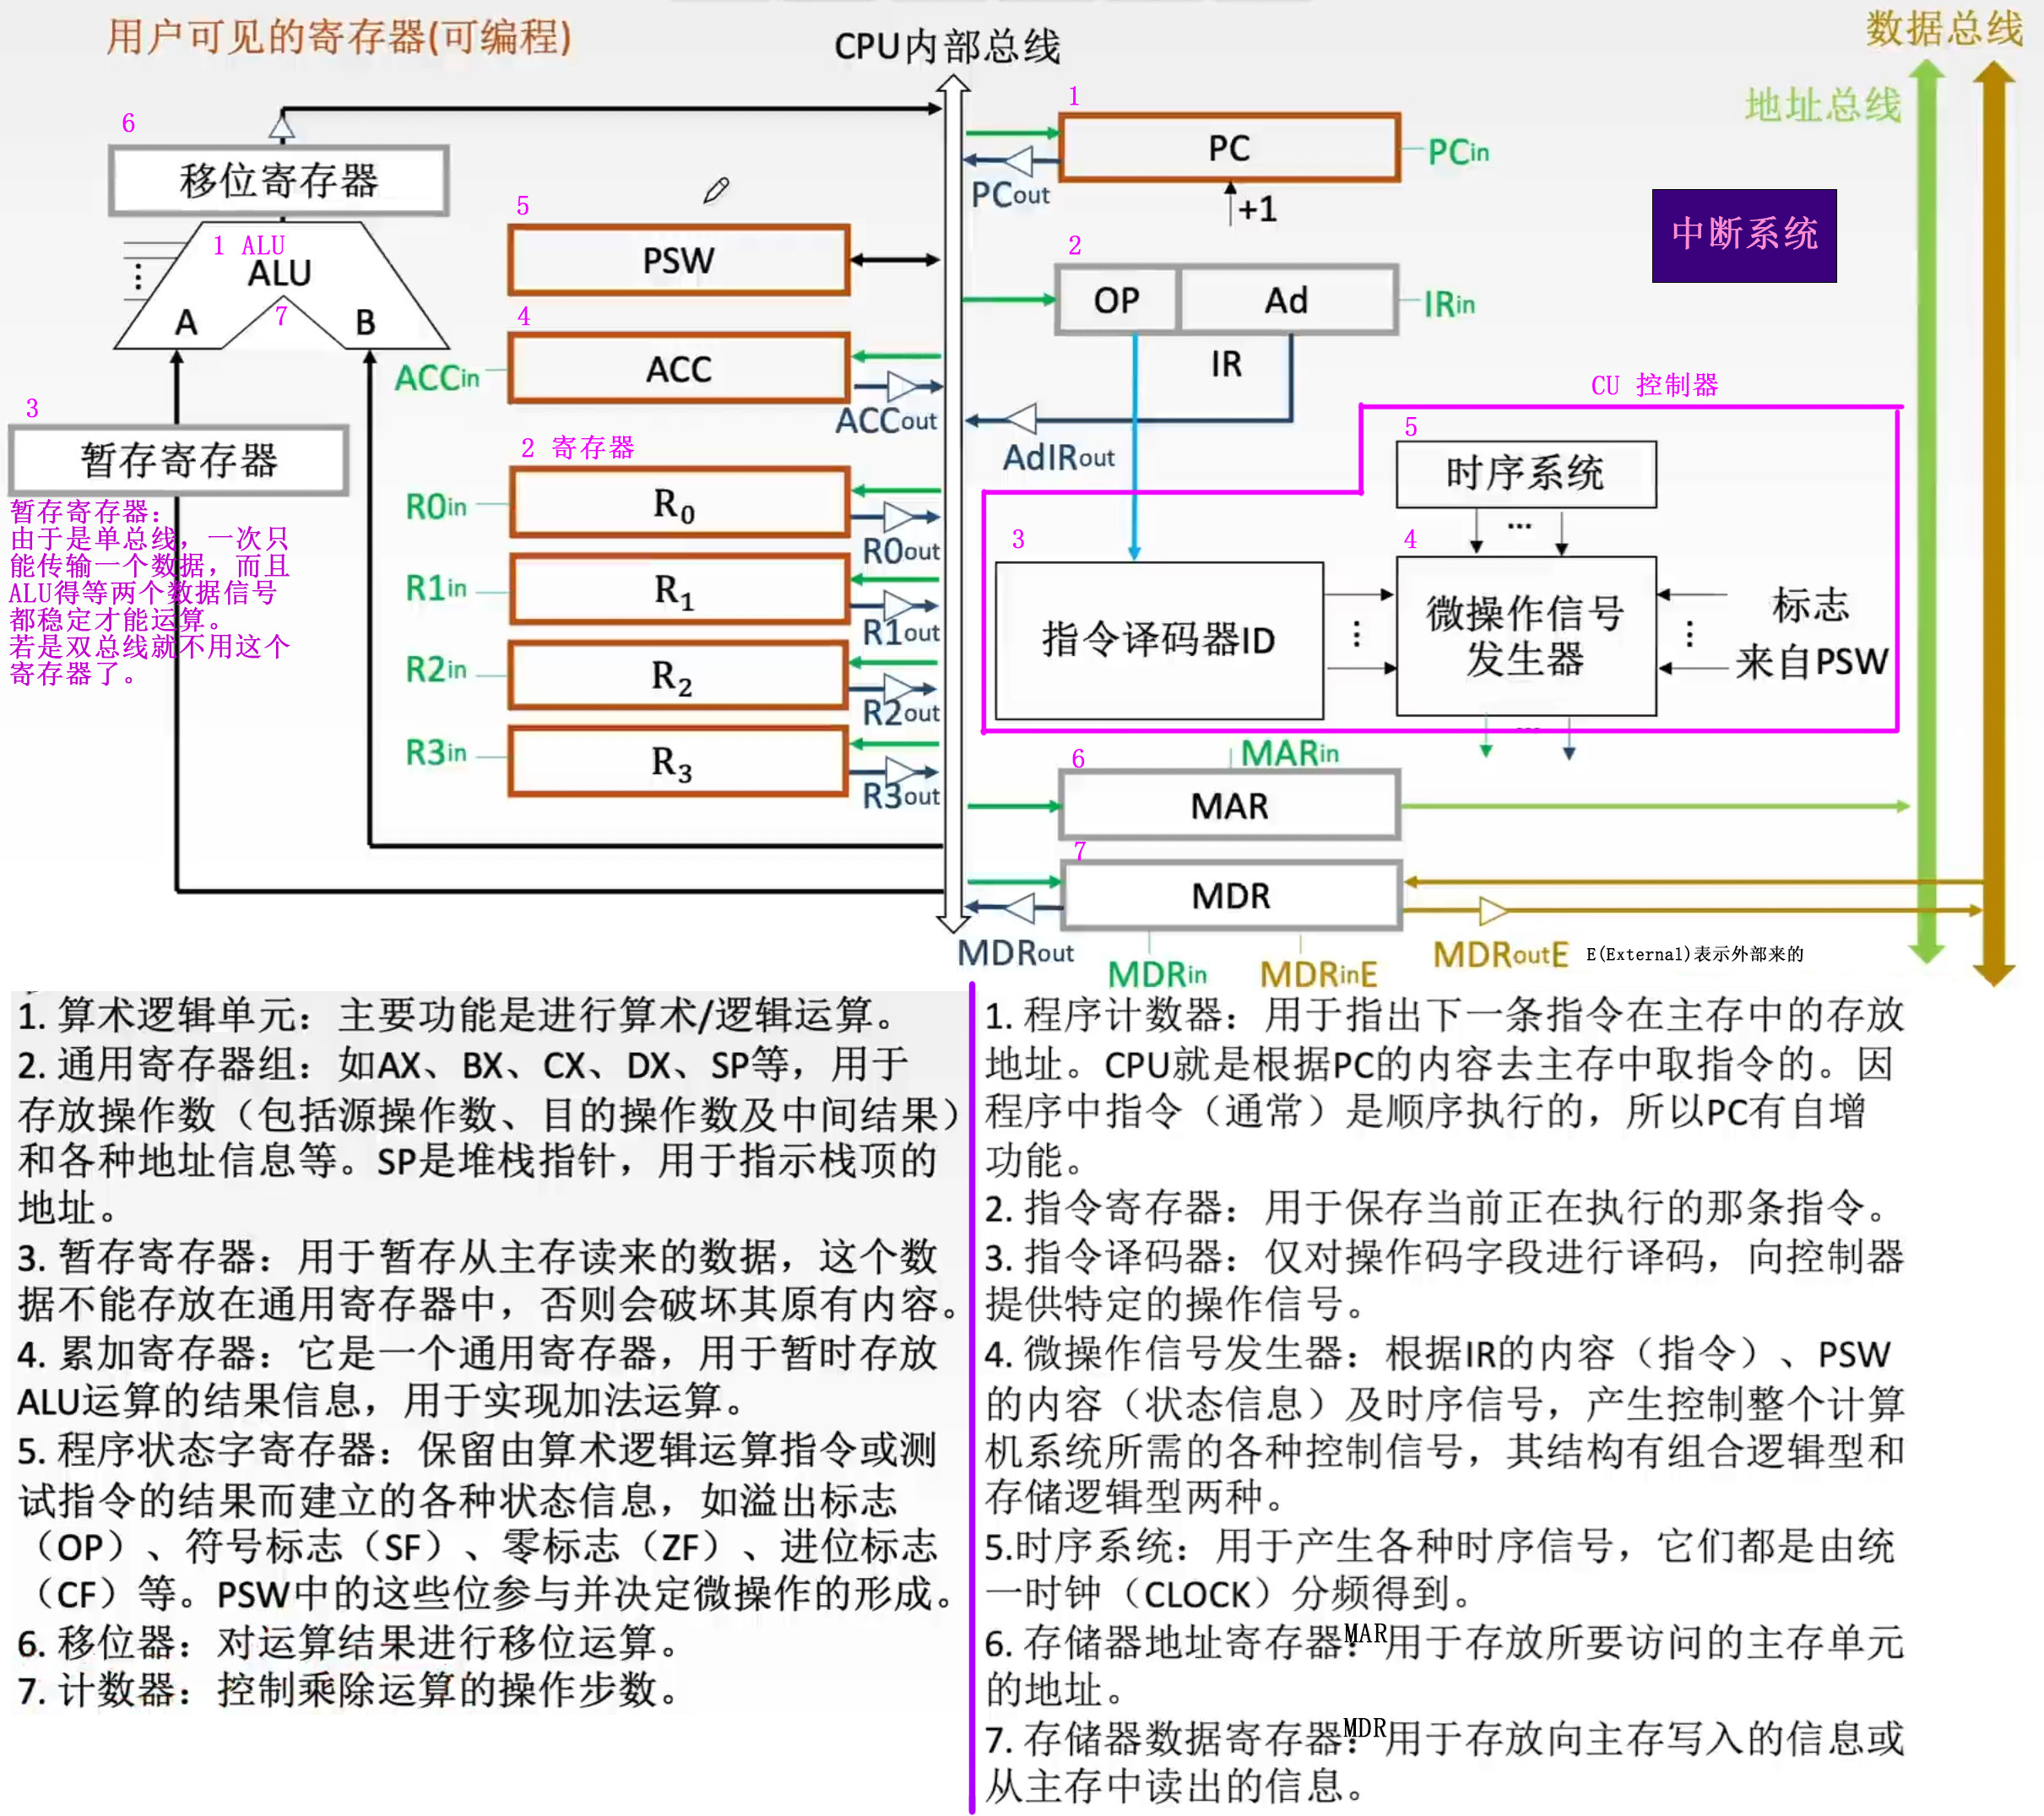 用户可见的寄存器(可编程)
CPU内部总线
数据总线
地址总线
6
移位寄存器
1 ALU
ALU
A
7
B
3
暂存寄存器
暂存寄存器：
由于是单总线，一次只
能传输一个数据，而且
ALU得等两个数据信号
都稳定才能运算。
若是双总线就不用这个
寄存器了。
5
PSW
4
ACC
ACCin
ACCout
2 寄存器
R0
R0in
R0out
R1
R1in
R1out
R2
R2in
R2out
R3
R3in
R3out
1
PC
PCin
PCout
+1
中断系统
2
OP
Ad
IRin
IR
AdIRout
CU 控制器
5
时序系统
...
3
指令译码器ID
4
微操作信号
发生器
标志
来自PSW
...
6
MARin
MAR
7
MDR
MDRout
MDRin
MDRinE
MDRoutE
E(External)表示外部来的
1. 算术逻辑单元：主要功能是进行算术/逻辑运算。
2. 通用寄存器组：如AX、BX、CX、DX、SP等，用于
存放操作数（包括源操作数、目的操作数及中间结果）
和各种地址信息等。SP是堆栈指针，用于指示栈顶的
地址。
3. 暂存寄存器：用于暂存从主存读来的数据，这个数
据不能存放在通用寄存器中，否则会破坏其原有内容。
4. 累加寄存器：它是一个通用寄存器，用于暂时存放
ALU运算的结果信息，用于实现加法运算。
5. 程序状态字寄存器：保留由算术逻辑运算指令或测
试指令的结果而建立的各种状态信息，如溢出标志
（OP）、符号标志（SF）、零标志（ZF）、进位标志
（CF）等。PSW中的这些位参与并决定微操作的形成。
6. 移位器：对运算结果进行移位运算。
7. 计数器：控制乘除运算的操作步数。
1. 程序计数器：用于指出下一条指令在主存中的存放
地址。CPU就是根据PC的内容去主存中取指令的。因
程序中指令（通常）是顺序执行的，所以PC有自增
功能。
2. 指令寄存器：用于保存当前正在执行的那条指令。
3. 指令译码器：仅对操作码字段进行译码，向控制器
提供特定的操作信号。
4. 微操作信号发生器：根据IR的内容（指令）、PSW
的内容（状态信息）及时序信号，产生控制整个计算
机系统所需的各种控制信号，其结构有组合逻辑型和
存储逻辑型两种。
5.时序系统：用于产生各种时序信号，它们都是由统
一时钟（CLOCK）分频得到。
6. 存储器地址寄存器：MAR用于存放所要访问的主存单元
的地址。
7. 存储器数据寄存器：MDR用于存放向主存写入的信息或
从主存中读出的信息。